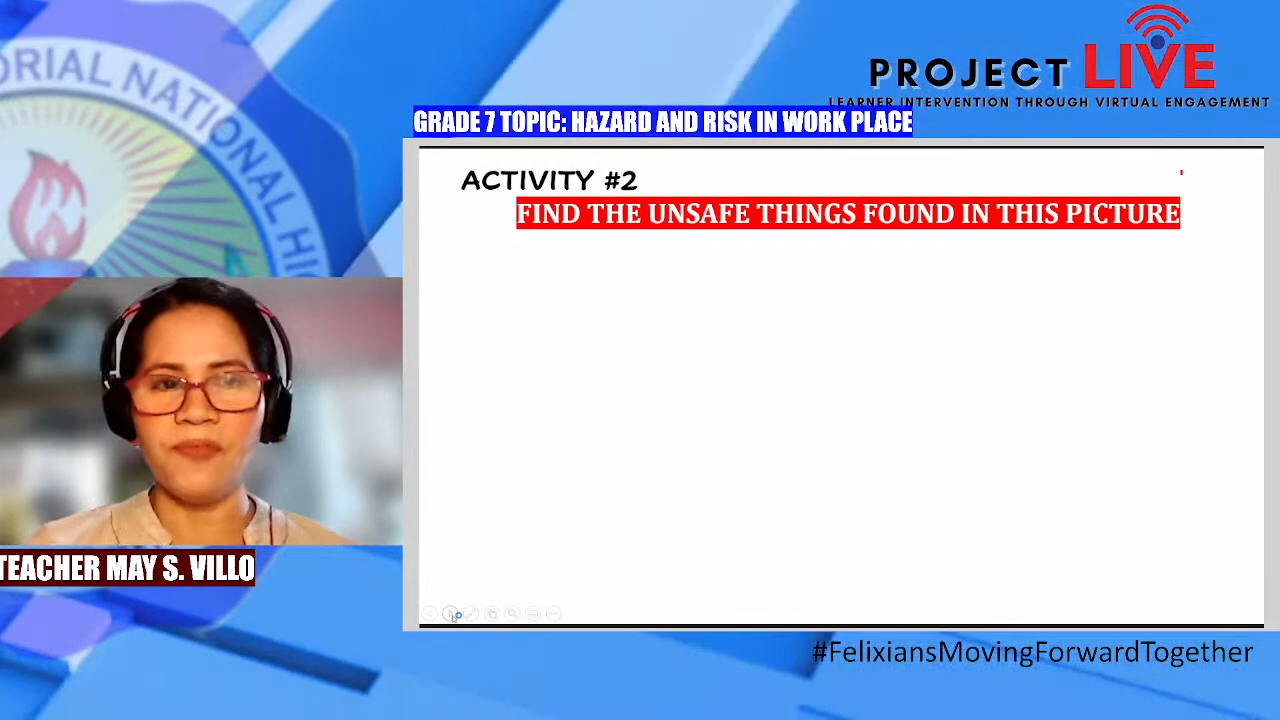 PROJECT LIVE
LEARNER INTERVENTION THROUGH VIRTUAL ENGAGEMENT
GRADE 7 TOPIC: HAZARD AND RISK IN WORK PLACE
ACTIVITY #2
FIND THE UNSAFE THINGS FOUND IN THIS PICTURE
TEACHER MAY S. VILLO
#FelixiansMovingForwardTogether